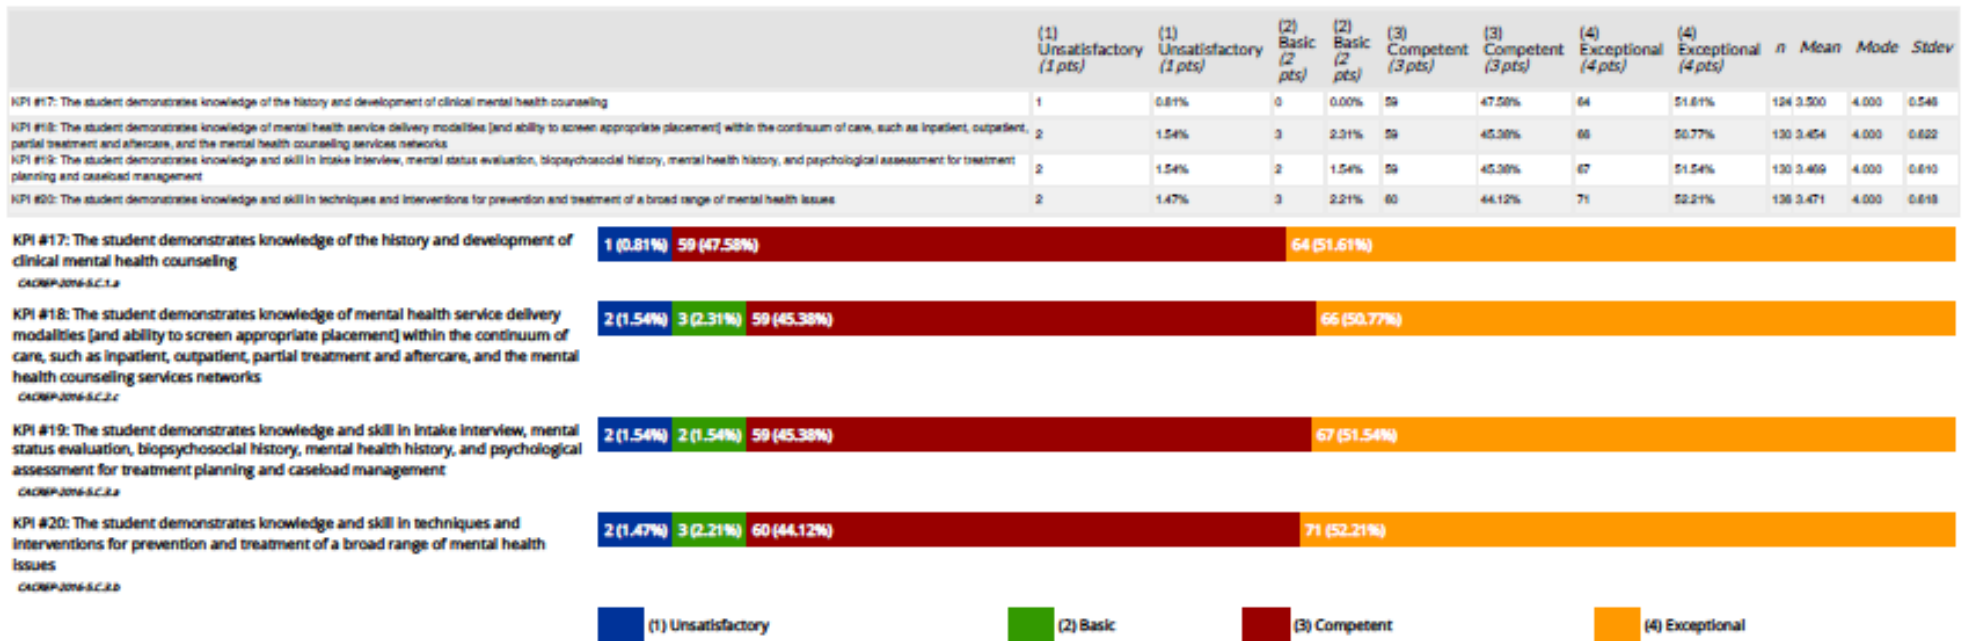 (1) Unsatisfactory (1 pts) (1) Unsatisfactory (1 pts) (2) Basic (2 pts) (2) Basic (2 pts) (3) Competent (3 pts) (3) Competent (3 pts) (4) Exceptional (4 pts) (4) Exceptional (4 pts) n Mean Mode Stdev
KPI #17: The student demonstrates knowledge of the history and development of clinical mental health counseling 1 0.81% 0 0.00% 59 47.58% 64 51.61% 124 3.500 4.000 0.546
KPI #18: The student demonstrates knowledge of mental health service delivery modalities [and ability to screen appropriate placement] within the continuum of care, such as inpatient, outpatient,
partial treatment and aftercare, and the mental health counseling services networks 2 1.54% 3 2.31% 59 45.38% 66 50.77% 130 3.454 4.000 0.622
KPI #19: The student demonstrates knowledge and skill in intake interview, mental status evaluation, biopsychosocial history, mental health history, and psychological assessment for treatment
planning and caseload management 2 1.54% 2 1.54% 59 45.38% 67 51.54% 130 3.469 4.000 0.610
KPI #20: The student demonstrates knowledge and skill in techniques and interventions for prevention and treatment of a broad range of mental health issues 2 1.47% 3 2.21% 60 44.12% 71 52.21% 136 3.471 4.000 0.618
KPI #17: The student demonstrates knowledge of the history and development of
clinical mental health counseling
CACREP-2016-5.C.1.a
1 (0.81%) 59 (47.58%) 64 (51.61%)
KPI #18: The student demonstrates knowledge of mental health service delivery
modalities [and ability to screen appropriate placement] within the continuum of
care, such as inpatient, outpatient, partial treatment and aftercare, and the mental
health counseling services networks
CACREP-2016-5.C.2.c
2 (1.54%) 3 (2.31%) 59 (45.38%) 66 (50.77%)
KPI #19: The student demonstrates knowledge and skill in intake interview, mental
status evaluation, biopsychosocial history, mental health history, and psychological
assessment for treatment planning and caseload management
CACREP-2016-5.C.3.a
2 (1.54%) 2 (1.54%) 59 (45.38%) 67 (51.54%)
KPI #20: The student demonstrates knowledge and skill in techniques and
interventions for prevention and treatment of a broad range of mental health
issues
CACREP-2016-5.C.3.b
2 (1.47%) 3 (2.21%) 60 (44.12%) 71 (52.21%)
(1) Unsatisfactory (2) Basic (3) Competent (4) Exceptional